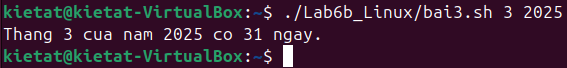 kietat@kietat-VirtualBox:~$ ./Lab6b_Linux/bai3.sh 3 2025
Thang 3 cua nam 2025 co 31 ngay.
kietat@kietat-VirtualBox:~$